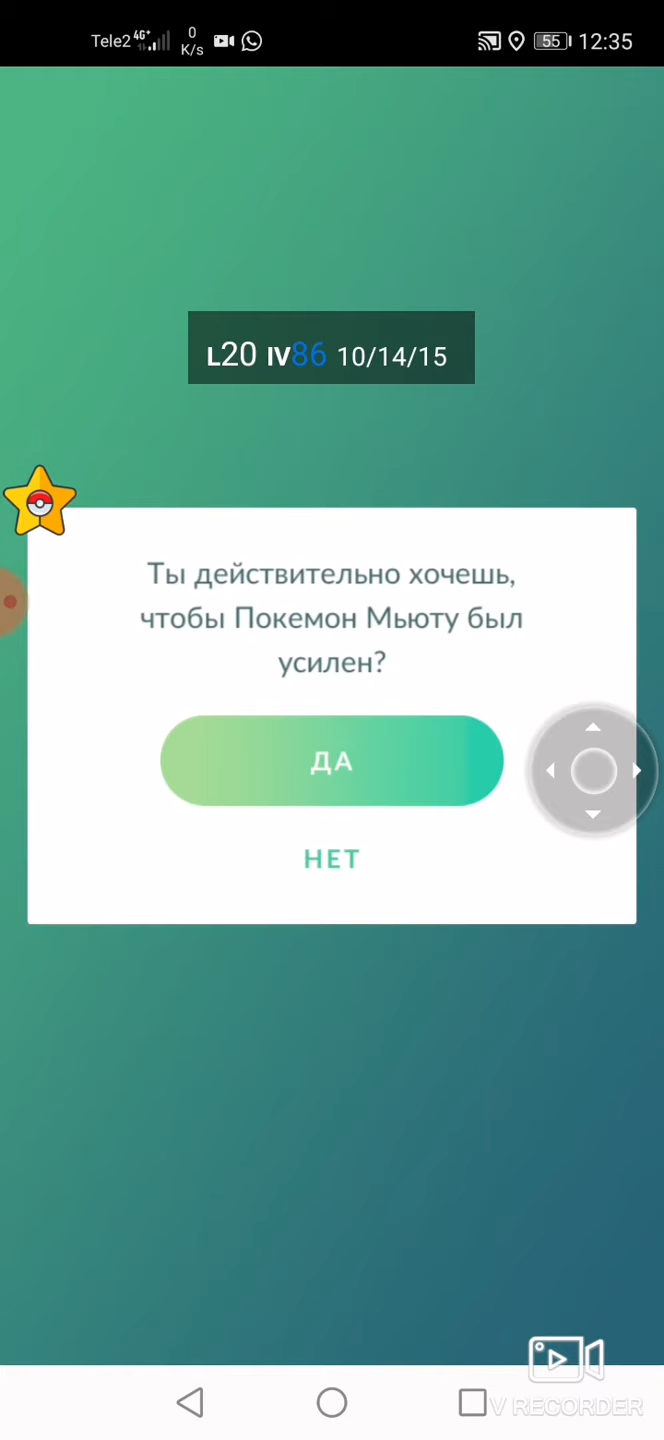 Tele2 4G+ 0 K/s 55 12:35
L20 IV86 10/14/15
Ты действительно хочешь,
чтобы Покемон Мьюту был
усилен?
ДА
НЕТ
V RECORDER